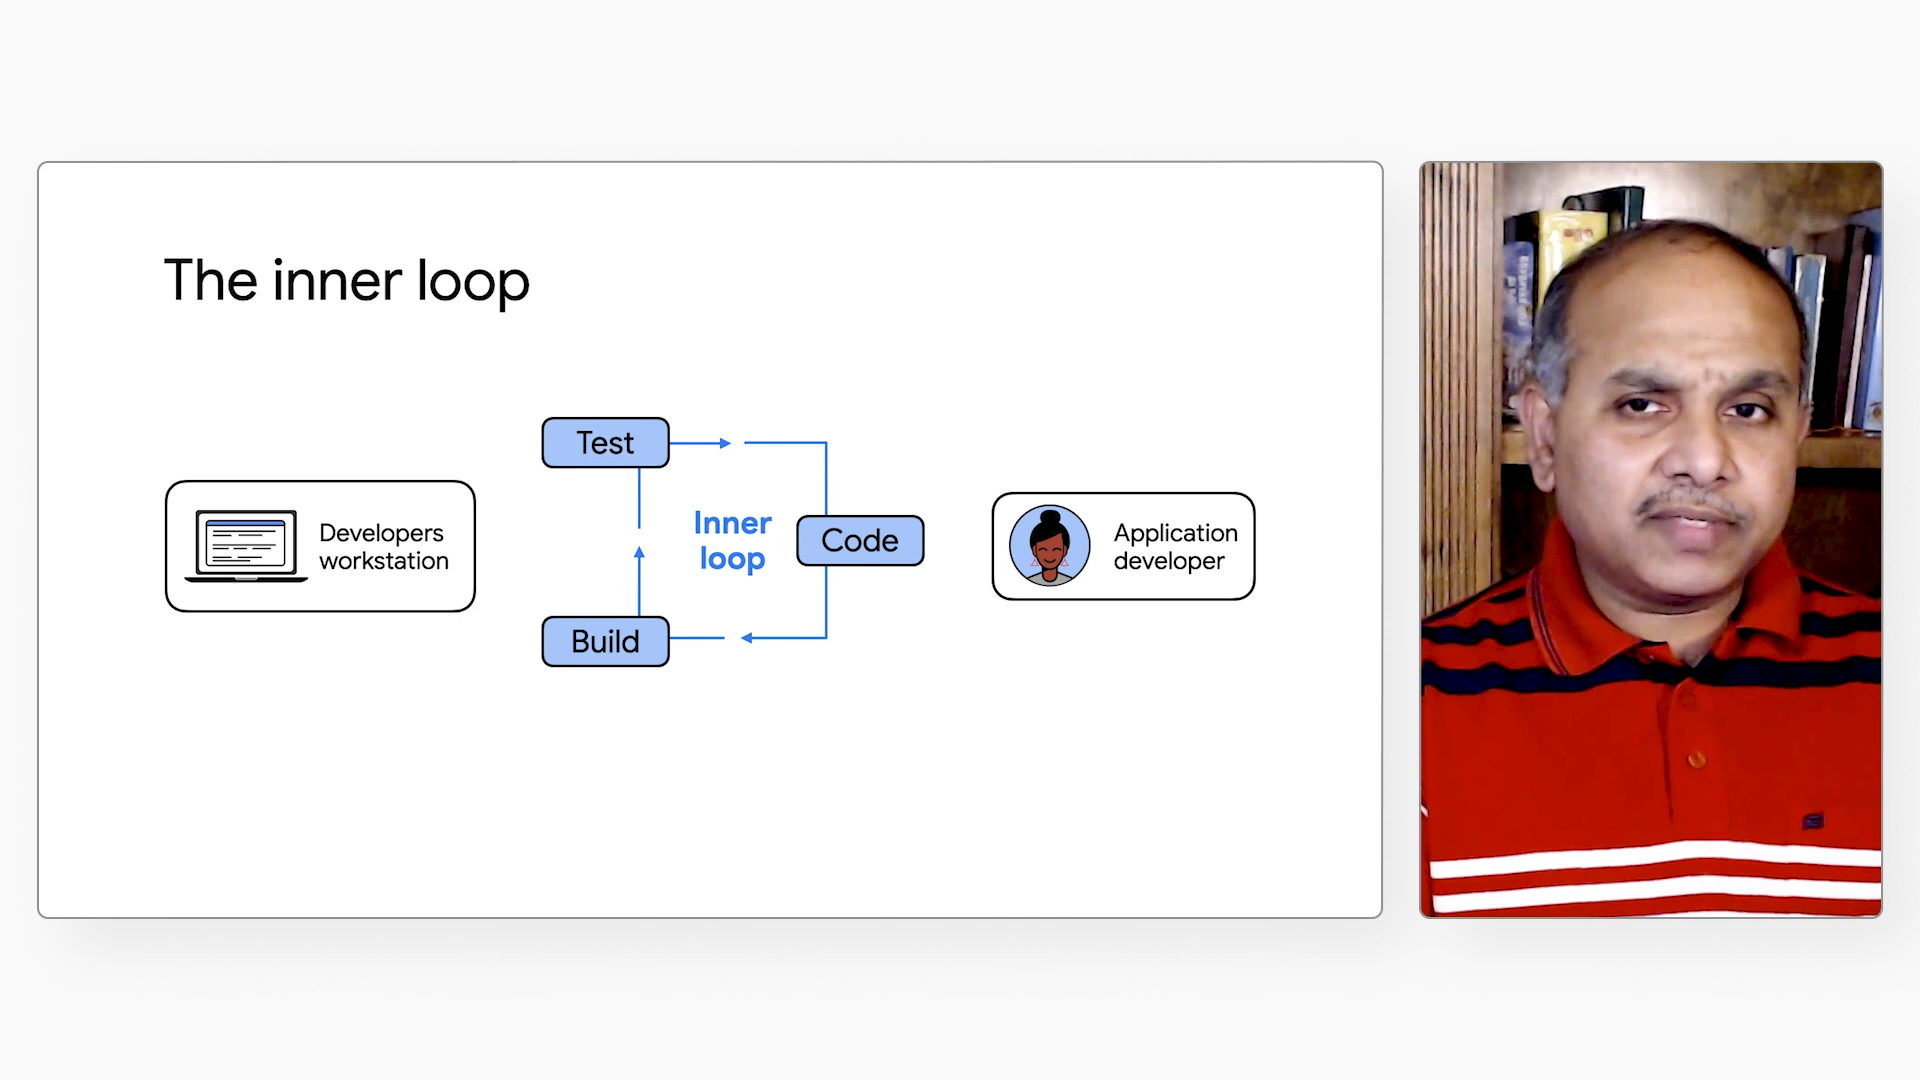 The inner loop
Test
Developers
workstation
Inner
loop
Code
Application
developer
Build